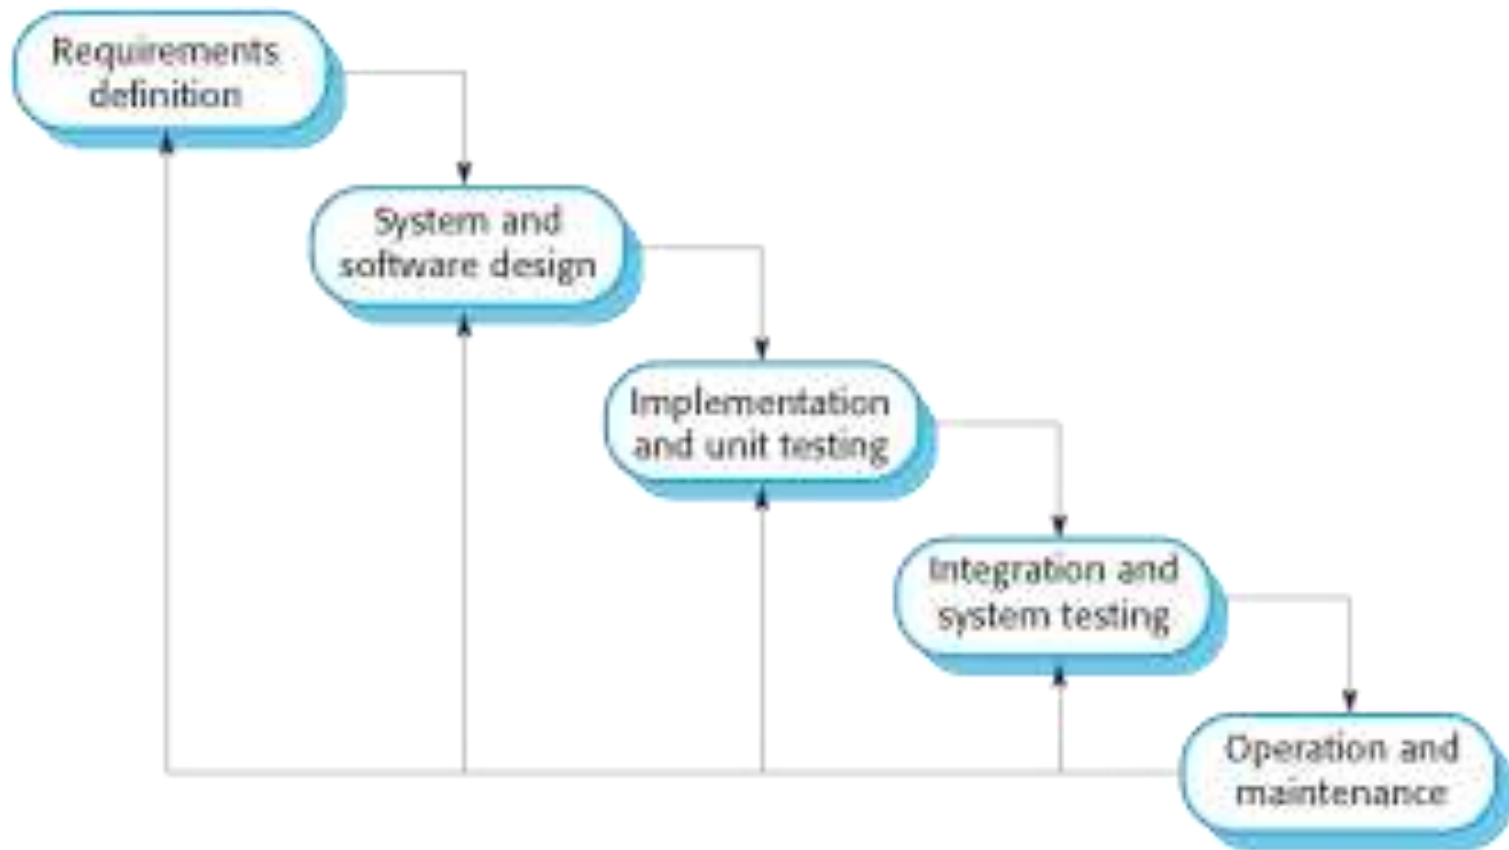 Requirements
definition
System and
software design
Implementation
and unit testing
Integration and
system testing
Operation and
maintenance